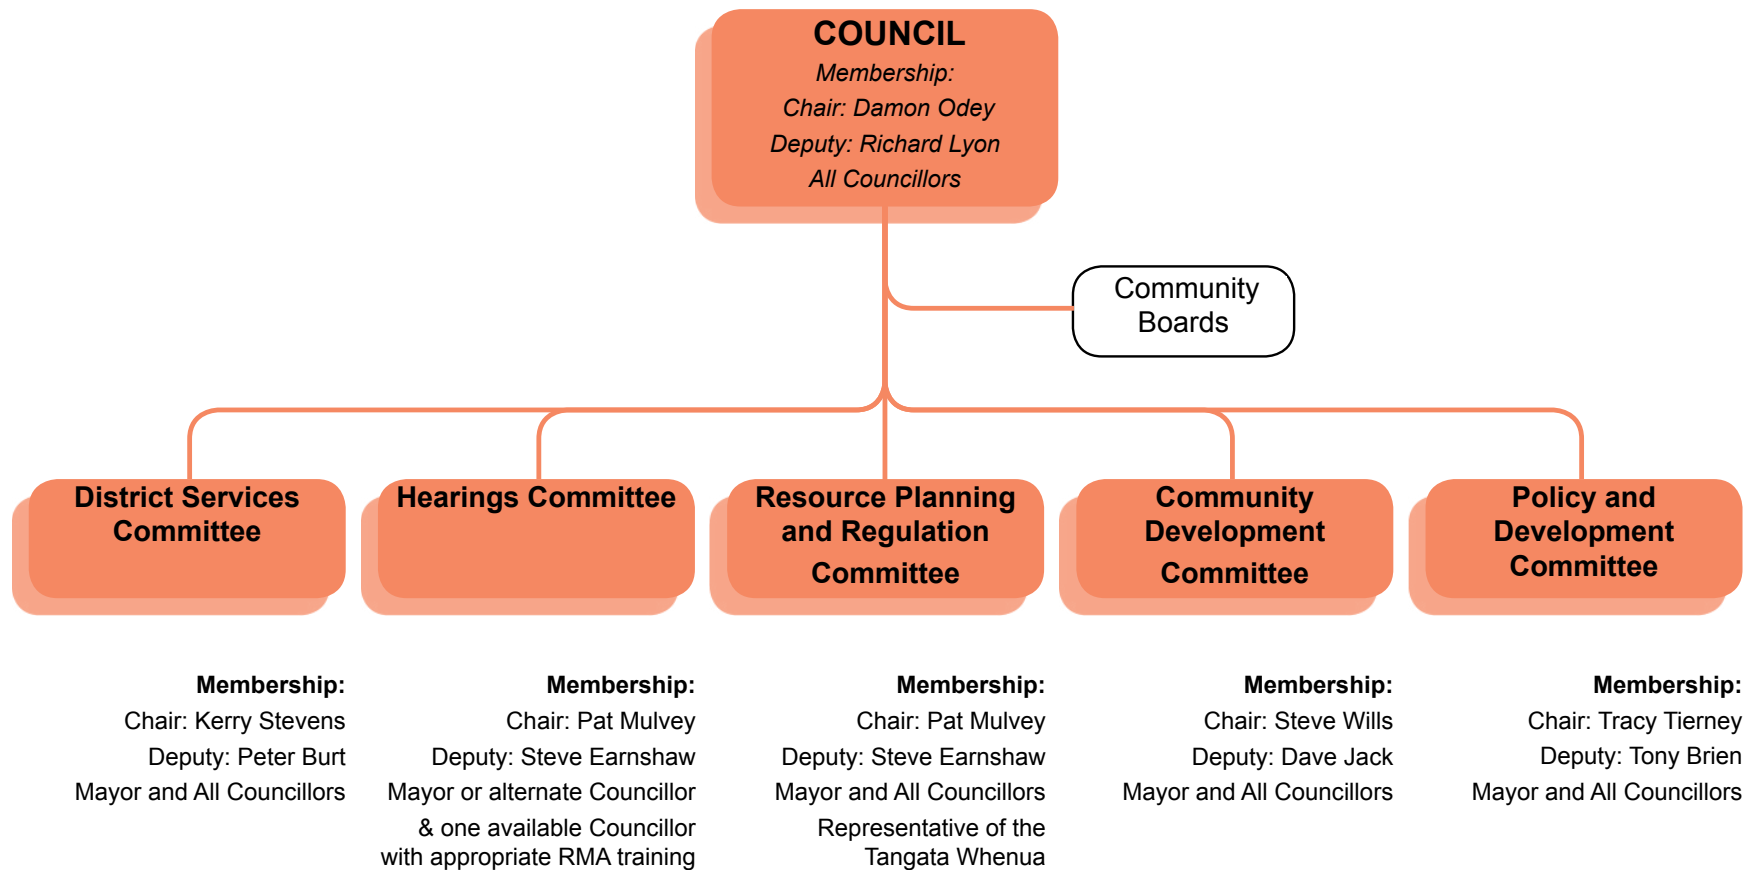 COUNCIL
Membership:
Chair: Damon Odey
Deputy: Richard Lyon
All Councillors
Community
Boards
District Services
Committee
Hearings Committee
Resource Planning
and Regulation
Committee
Community
Development
Committee
Policy and
Development
Committee
Membership:
Chair: Kerry Stevens
Deputy: Peter Burt
Mayor and All Councillors
Membership:
Chair: Pat Mulvey
Deputy: Steve Earnshaw
Mayor or alternate Councillor
& one available Councillor
with appropriate RMA training
Membership:
Chair: Pat Mulvey
Deputy: Steve Earnshaw
Mayor and All Councillors
Representative of the
Tangata Whenua
Membership:
Chair: Steve Wills
Deputy: Dave Jack
Mayor and All Councillors
Membership:
Chair: Tracy Tierney
Deputy: Tony Brien
Mayor and All Councillors